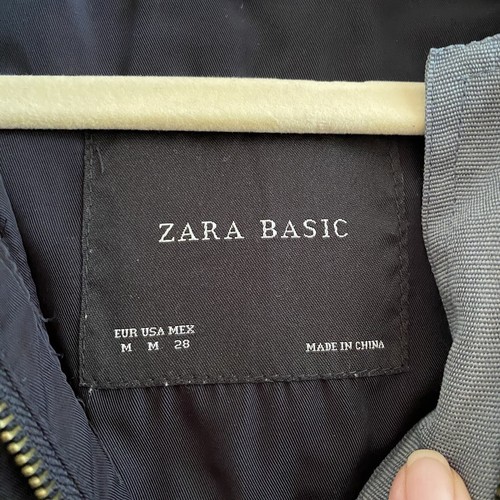 ZARA BASIC
EUR USA MEX
M M 28
MADE IN CHINA